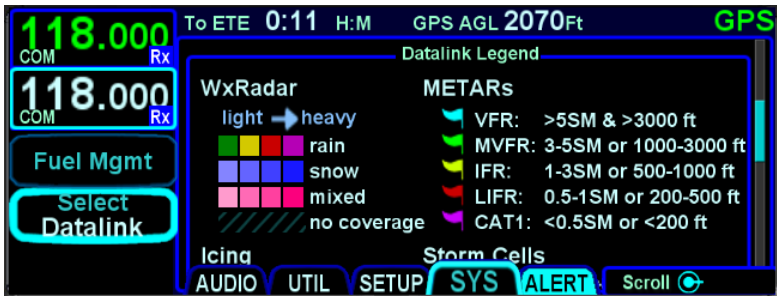 118.000
COM Rx
118.000
COM Rx
Fuel Mgmt
Select
Datalink
To ETE 0:11 H:M GPS AGL 2070Ft GPS
Datalink Legend
WxRadar
light heavy
rain
snow
mixed
no coverage
Icing
METARs
VFR: >5SM & >3000 ft
MVFR: 3-5SM or 1000-3000 ft
IFR: 1-3SM or 500-1000 ft
LIFR: 0.5-1SM or 200-500 ft
CAT1: <0.5SM or <200 ft
Storm Cells
AUDIO UTIL SETUP SYS ALERT Scroll